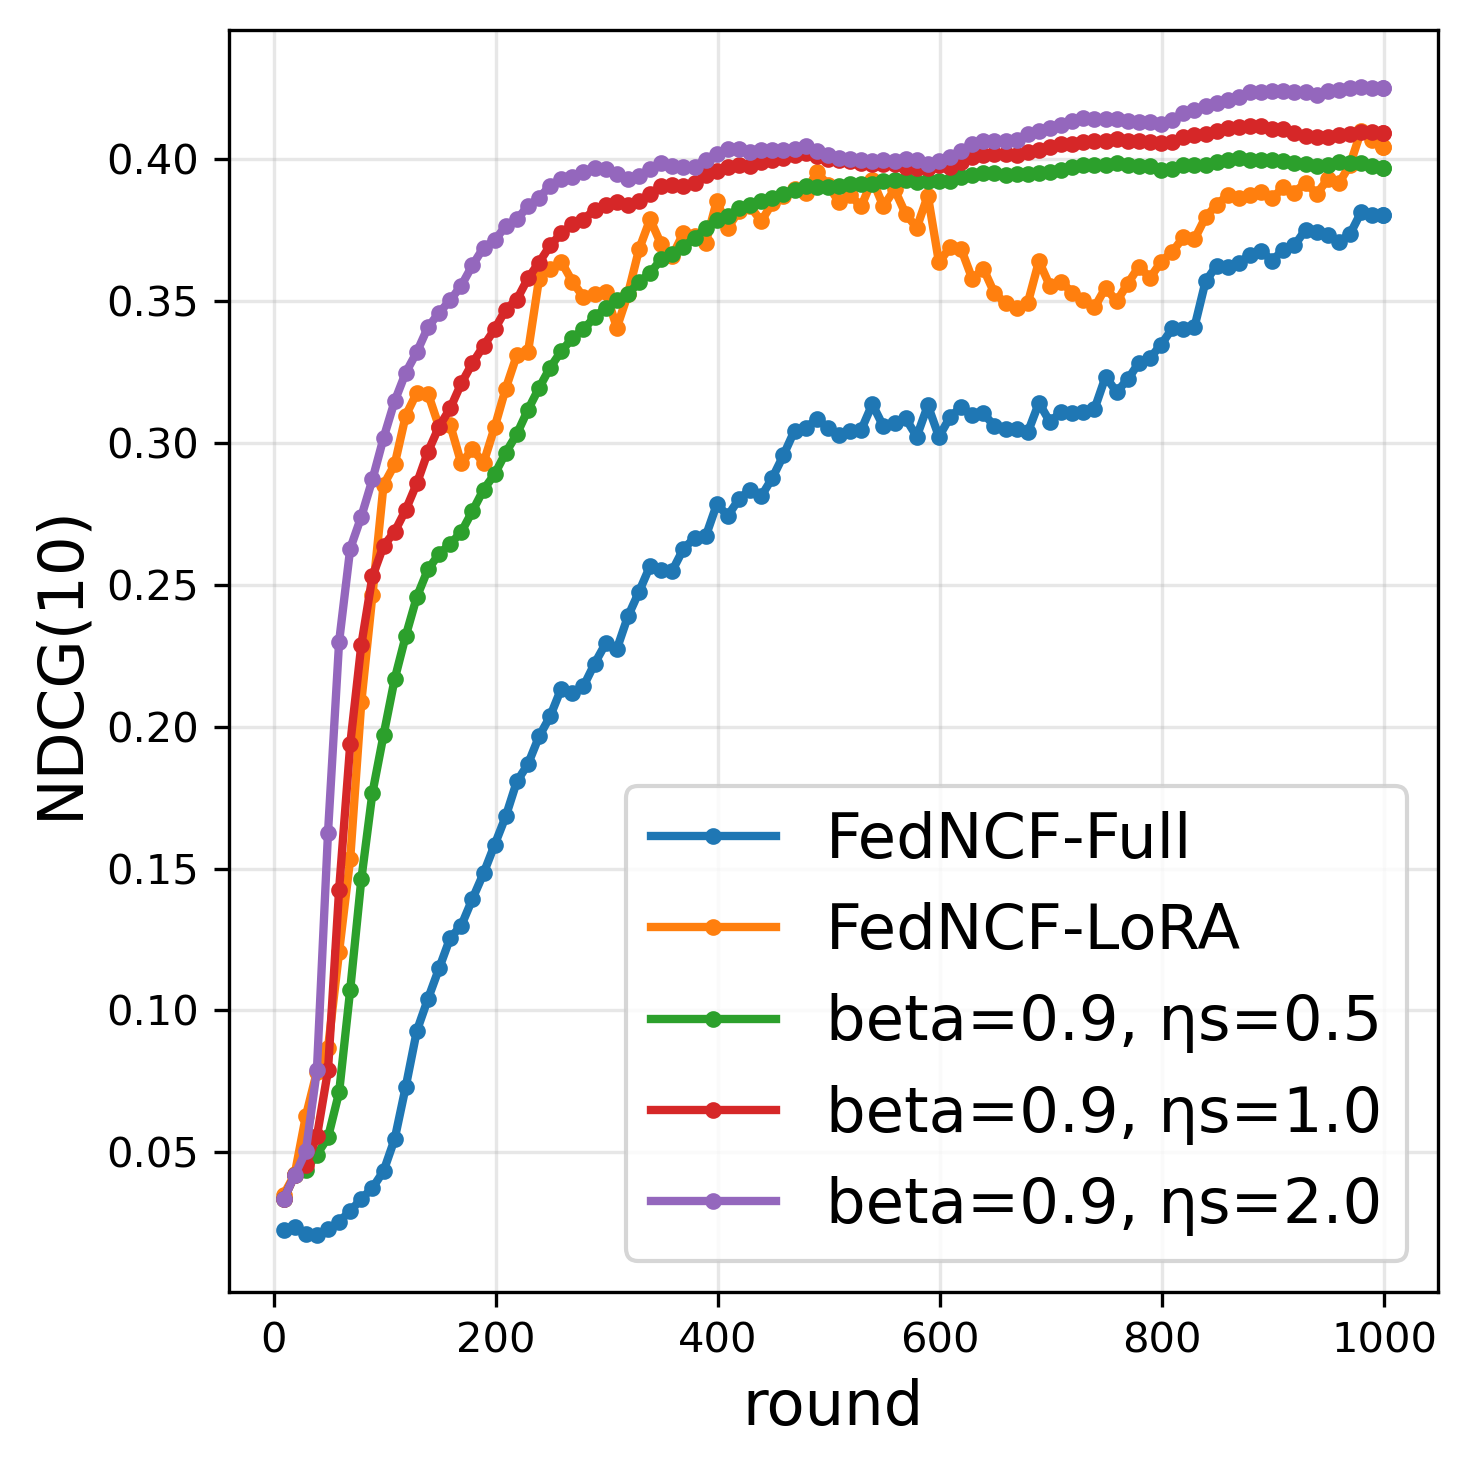 NDCG(10)
0.40
0.35
0.30
0.25
0.20
0.15
0.10
0.05
FedNCF-Full
FedNCF-LoRA
beta=0.9, ηs=0.5
beta=0.9, ηs=1.0
beta=0.9, ηs=2.0
0 200 400 600 800 1000
round